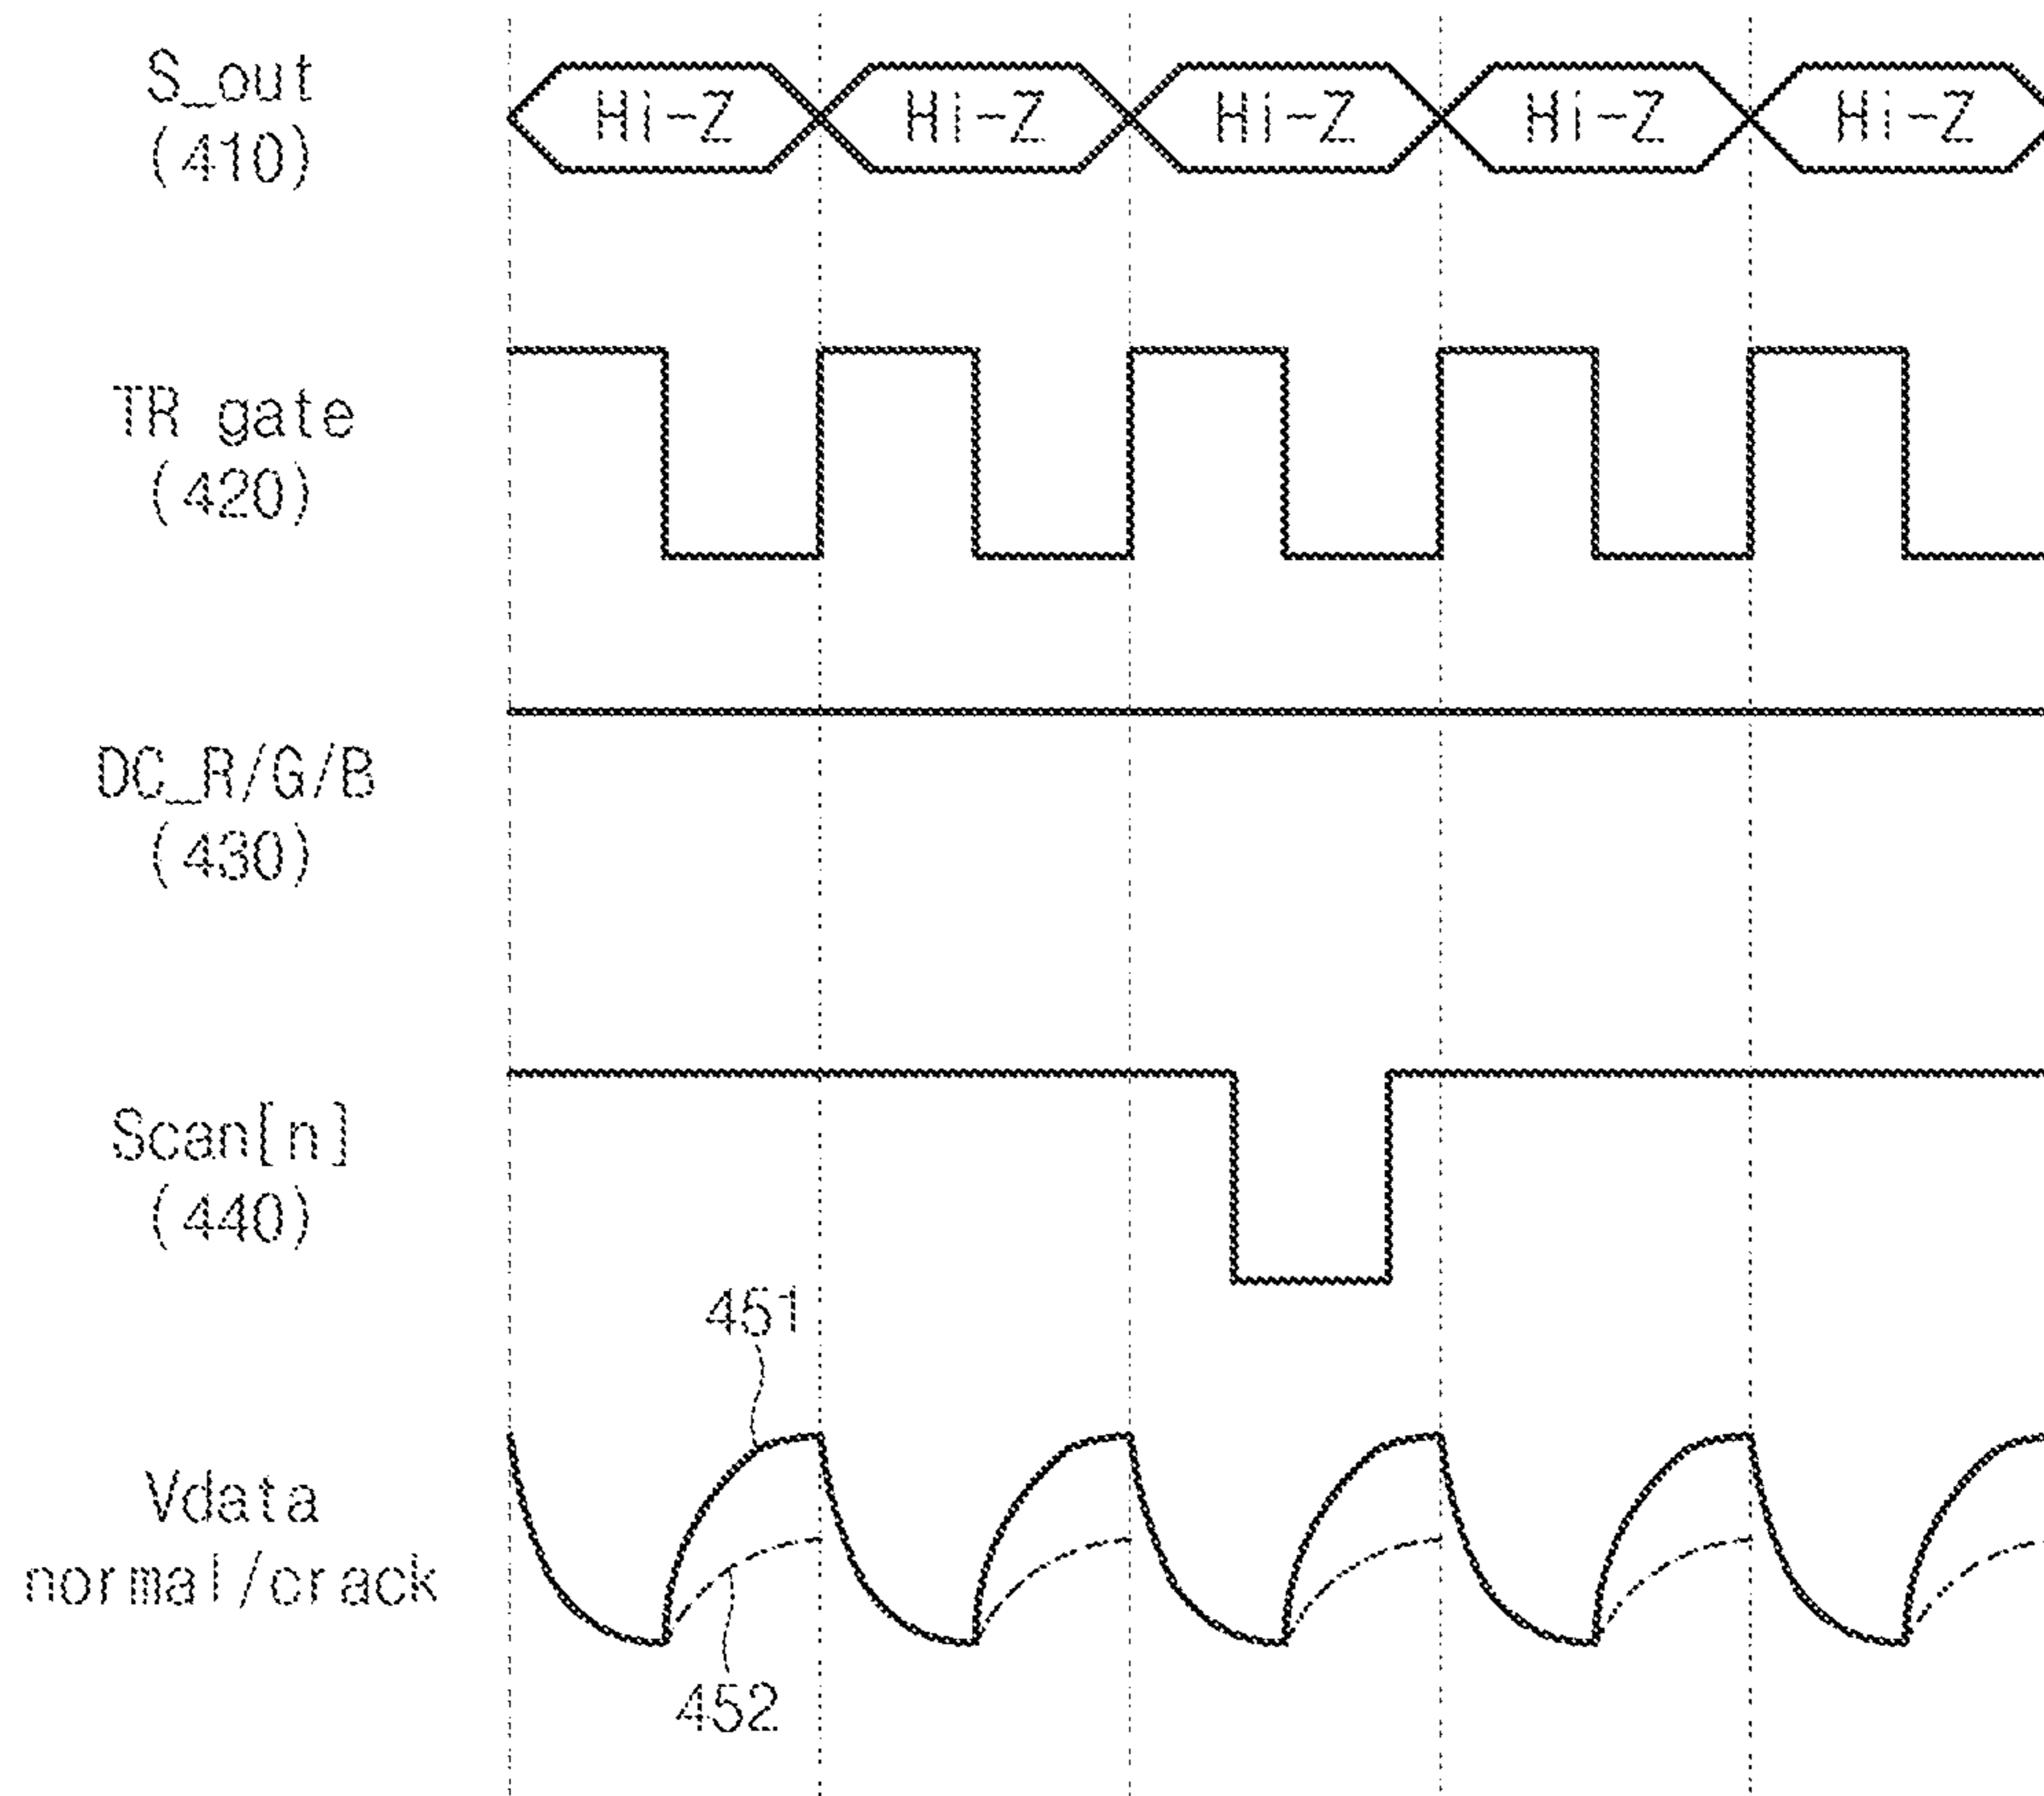 S_out
(410)
Hi-Z
Hi-Z
Hi-Z
Hi-Z
Hi-Z
TR gate
(420)
DC_R/G/B
(430)
Scan[n]
(440)
451
Vdata
normal/crack
452